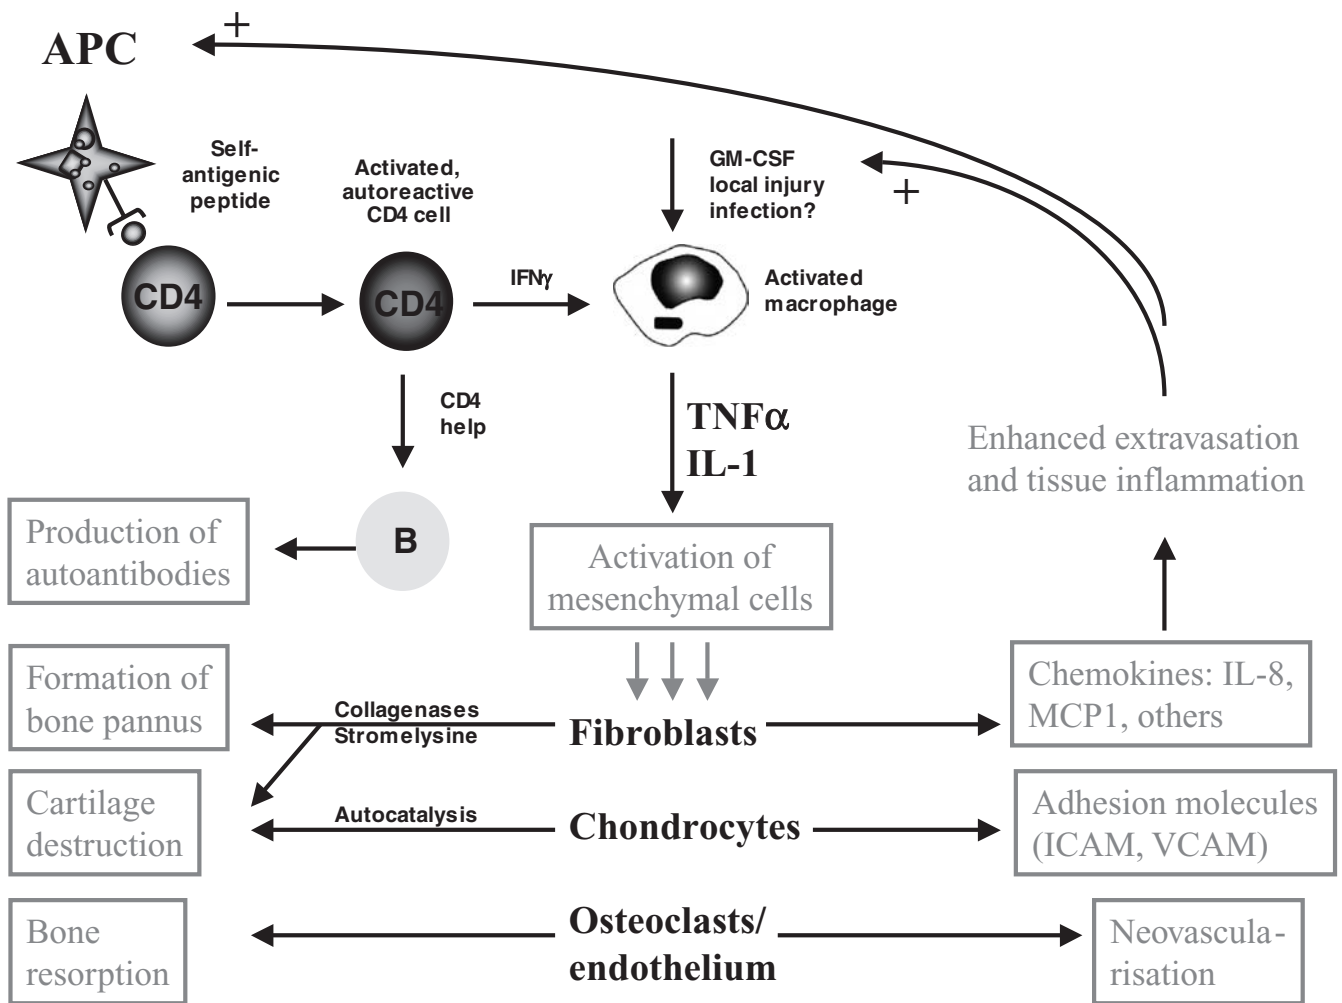 +
APC
Self-
antigenic
peptide
Activated,
autoreactive
CD4 cell
GM-CSF
local injury
infection?
+
CD4
CD4
IFNγ
Activated
macrophage
CD4
help
TNFα
IL-1
Enhanced extravasation
and tissue inflammation
Production of
autoantibodies
B
Activation of
mesenchymal cells
Formation of
bone pannus
Collagenases
Stromelysine
Fibroblasts
Chemokines: IL-8,
MCP1, others
Cartilage
destruction
Autocatalysis
Chondrocytes
Adhesion molecules
(ICAM, VCAM)
Bone
resorption
Osteoclasts/
endothelium
Neovascula-
risation